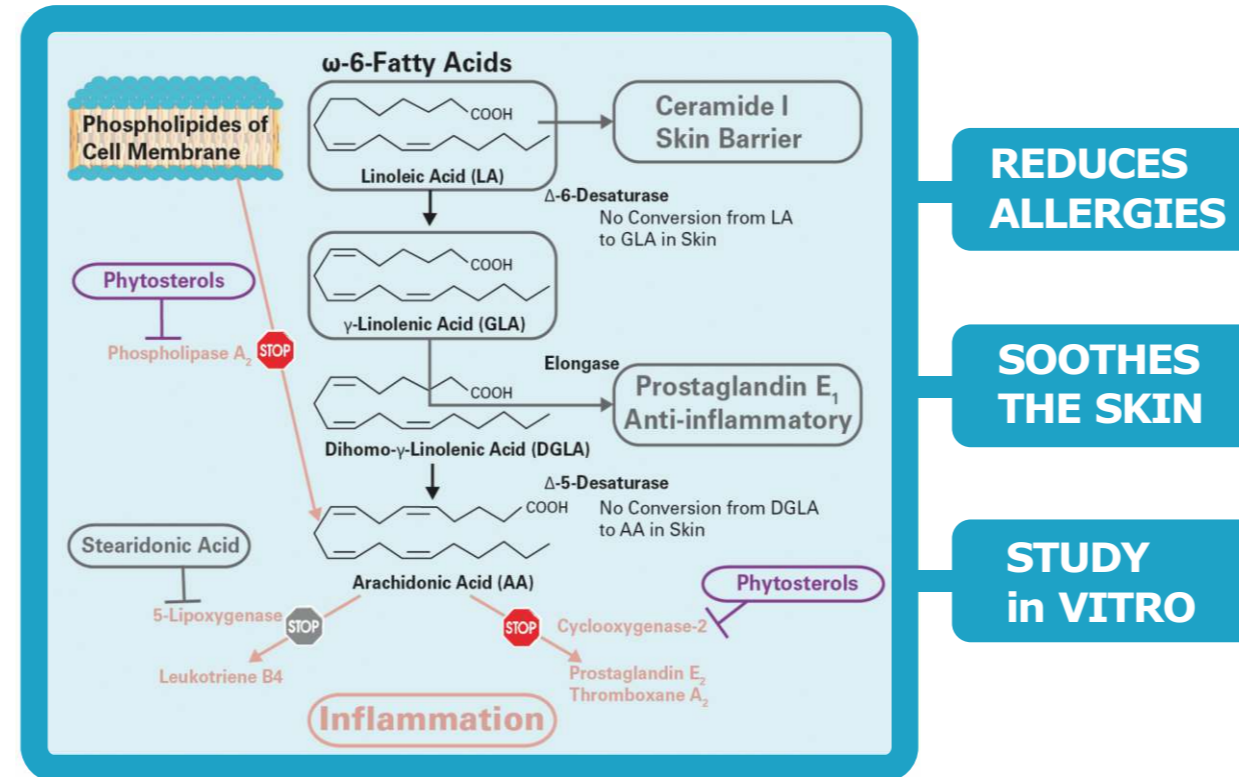 ω-6-Fatty Acids
Phospholipides of
Cell Membrane
COOH
Linoleic Acid (LA)
Ceramide I
Skin Barrier
Δ-6-Desaturase
No Conversion from LA
to GLA in Skin
COOH
γ-Linolenic Acid (GLA)
Phytosterols
Phospholipase A₂
STOP
Elongase
COOH
Dihomo-γ-Linolenic Acid (DGLA)
Prostaglandin E₁
Anti-inflammatory
Δ-5-Desaturase
No Conversion from DGLA
to AA in Skin
COOH
Arachidonic Acid (AA)
Stearidonic Acid
5-Lipoxygenase
STOP
Leukotriene B4
Phytosterols
STOP
Cyclooxygenase-2
Prostaglandin E₂
Thromboxane A₂
Inflammation
REDUCES
ALLERGIES
SOOTHES
THE SKIN
STUDY
in VITRO